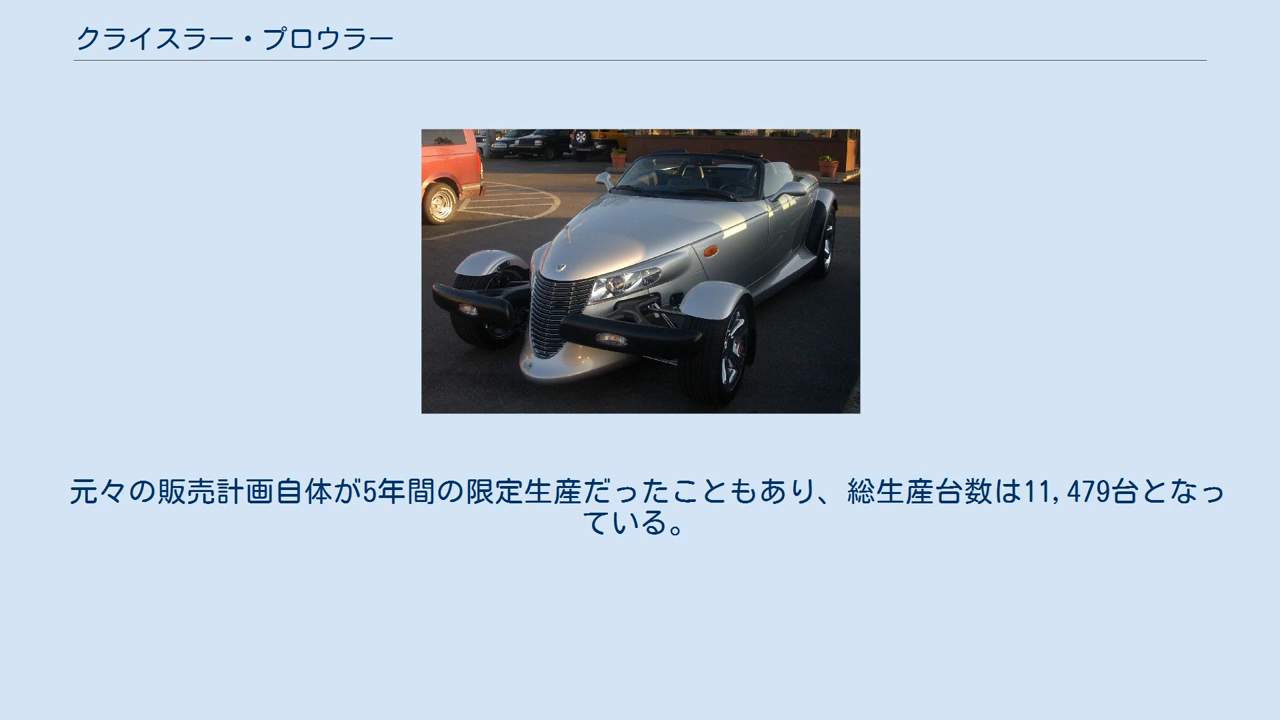 クライスラー・プロウラー
元々の販売計画自体が5年間の限定生産だったこともあり、総生産台数は11,479台となっ
ている。